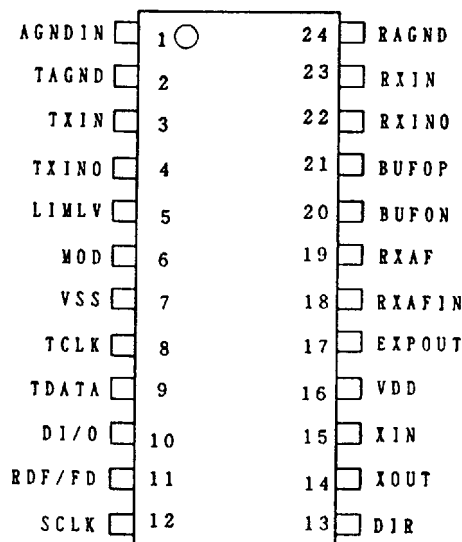 AGNDIN 1 24 RAGND
TAGND 2 23 RXIN
TXIN 3 22 RXINO
TXINO 4 21 BUFOP
LIMLV 5 20 BUFON
MOD 6 19 RXAF
VSS 7 18 RXAFIN
TCLK 8 17 EXPOUT
TDATA 9 16 VDD
DI/O 10 15 XIN
RDF/FD 11 14 XOUT
SCLK 12 13 DIR